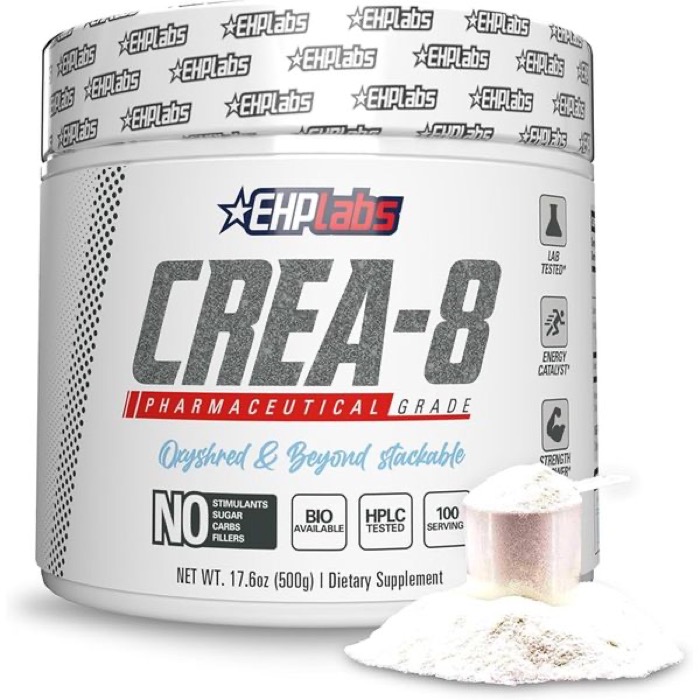 EHPLabs
CREA-8
PHARMACEUTICAL GRADE
Oxyshred & Beyond stackable
NO
STIMULANTS
SUGAR
CARBS
FILLERS
BIO
AVAILABLE
HPLC
TESTED
100
SERVING
NET WT. 17.6oz (500g) | Dietary Supplement
LAB
TESTED*
ENERGY
CATALYST*
STRENGTH